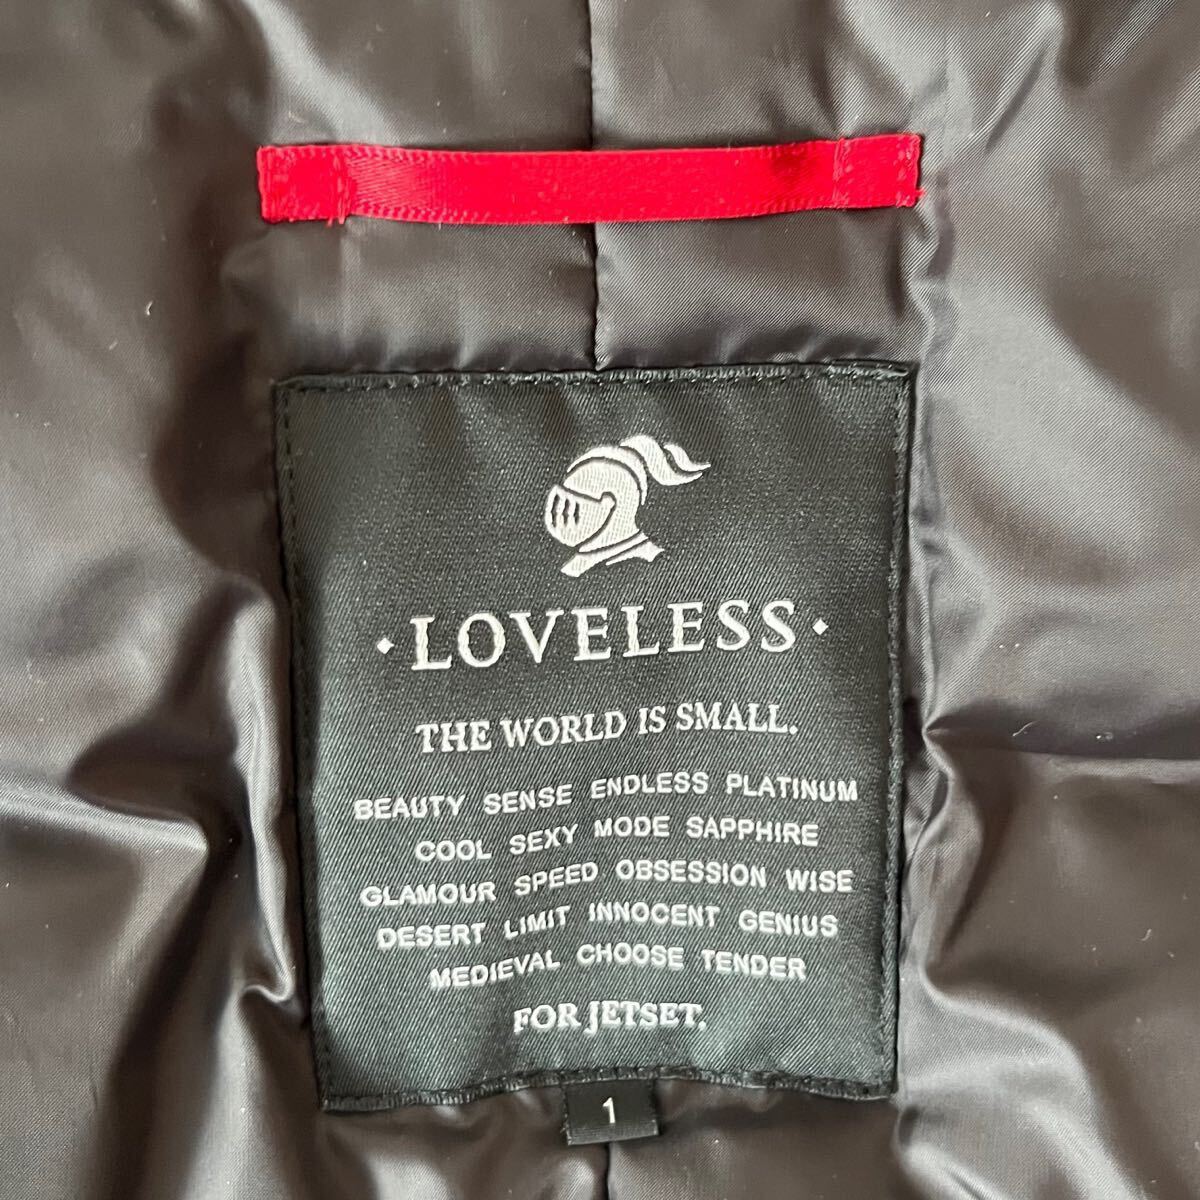 · LOVELESS ·
THE WORLD IS SMALL.
BEAUTY SENSE ENDLESS PLATINUM
COOL SEXY MODE SAPPHIRE
GLAMOUR SPEED OBSESSION WISE
DESERT LIMIT INNOCENT GENIUS
MEDIEVAL CHOOSE TENDER
FOR JETSET.
1